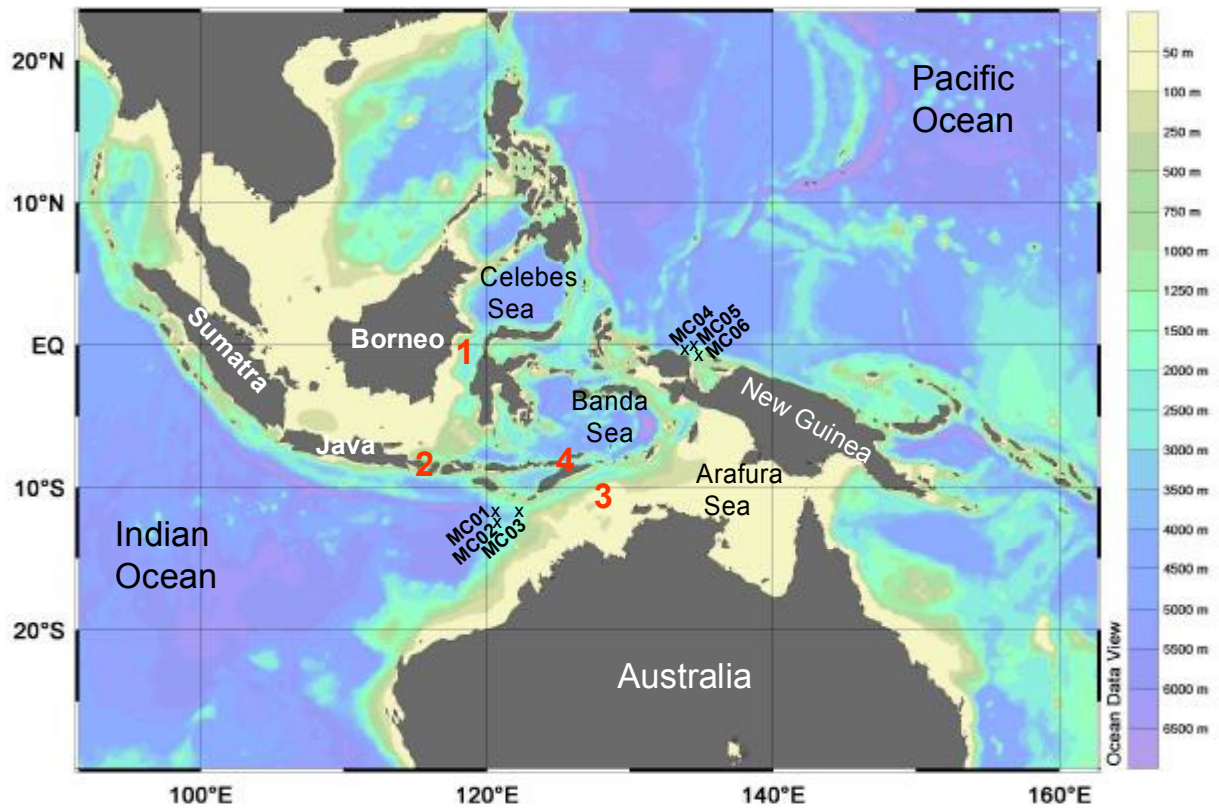 20°N
10°N
EQ
10°S
20°S
100°E
120°E
140°E
160°E
Pacific
Ocean
Celebes
Sea
Borneo
1
Sumatra
MC04
MC05
MC06
x
x
x
Banda
Sea
New Guinea
Java
2
4
3
Arafura
Sea
MC01
MC02
MC03
x
x
x
Indian
Ocean
Australia
Ocean Data View
50 m
100 m
250 m
500 m
750 m
1000 m
1250 m
1500 m
2000 m
3000 m
3500 m
4000 m
4500 m
5000 m
5500 m
6000 m
6500 m